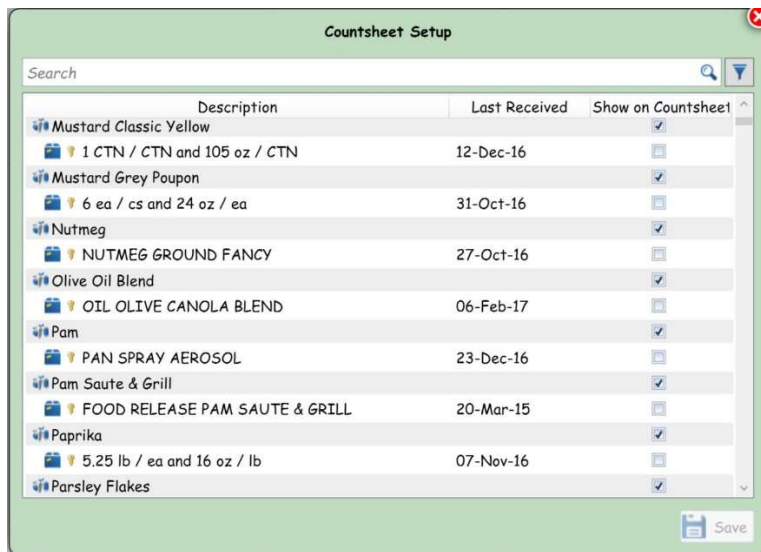 Countsheet Setup
Search
Description Last Received Show on Countsheet
Mustard Classic Yellow
1 CTN / CTN and 105 oz / CTN 12-Dec-16
Mustard Grey Poupon
6 ea / cs and 24 oz / ea 31-Oct-16
Nutmeg
NUTMEG GROUND FANCY 27-Oct-16
Olive Oil Blend
OIL OLIVE CANOLA BLEND 06-Feb-17
Pam
PAN SPRAY AEROSOL 23-Dec-16
Pam Saute & Grill
FOOD RELEASE PAM SAUTE & GRILL 20-Mar-15
Paprika
5.25 lb / ea and 16 oz / lb 07-Nov-16
Parsley Flakes
Save